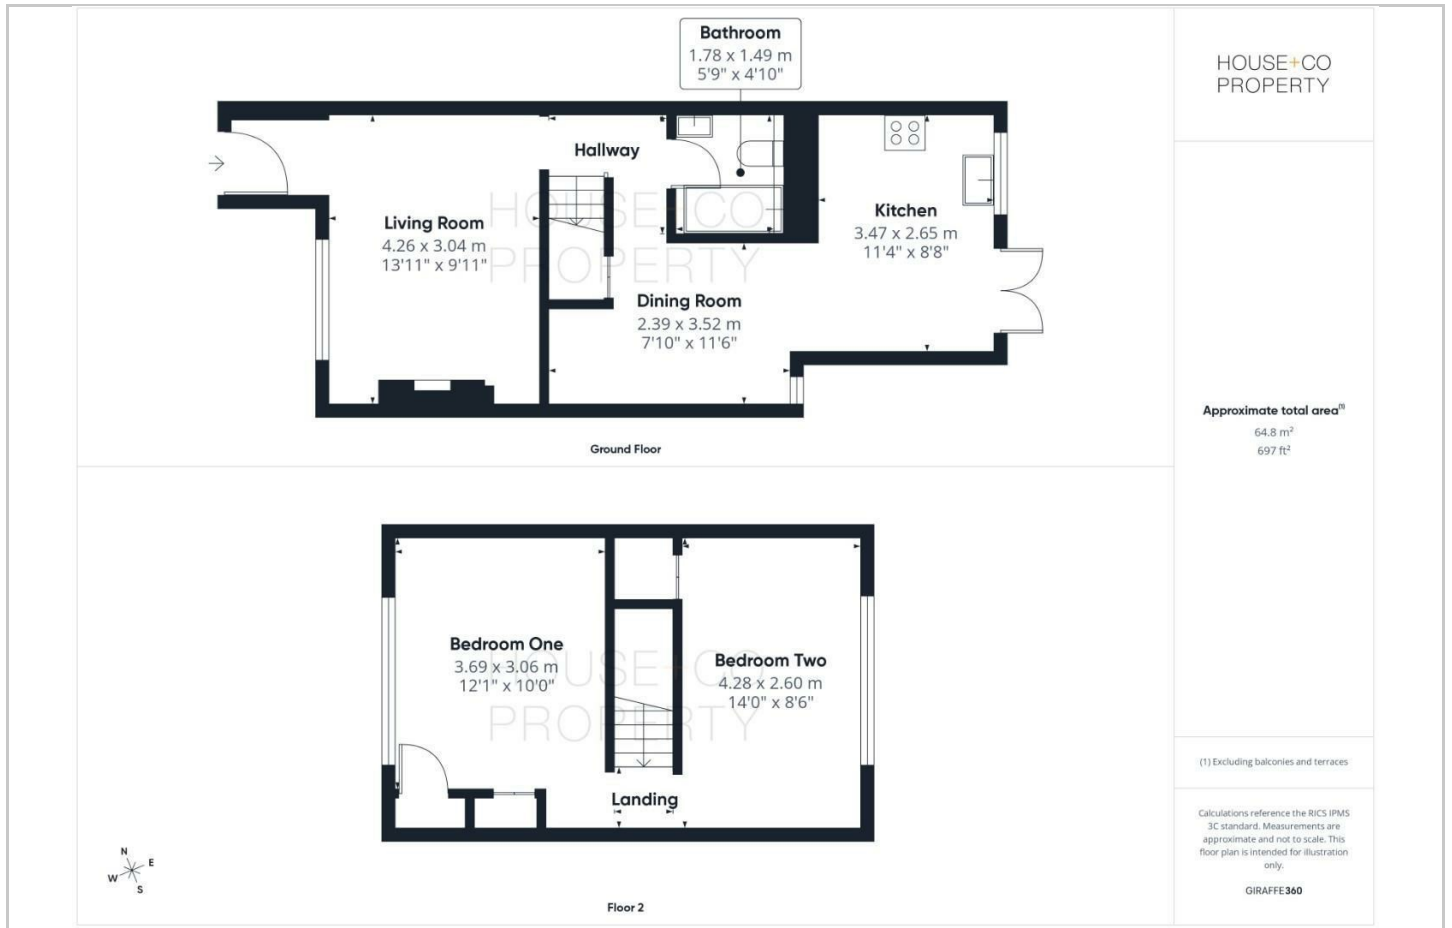 Bathroom
1.78 x 1.49 m
5'9" x 4'10"
Hallway
Living Room
4.26 x 3.04 m
13'11" x 9'11"
Kitchen
3.47 x 2.65 m
11'4" x 8'8"
Dining Room
2.39 x 3.52 m
7'10" x 11'6"
HOUSE+CO
PROPERTY
Ground Floor
Bedroom One
3.69 x 3.06 m
12'1" x 10'0"
Bedroom Two
4.28 x 2.60 m
14'0" x 8'6"
Landing
HOUSE+CO
PROPERTY
N
E
W
S
Floor 2
HOUSE+CO
PROPERTY
Approximate total area(1)
64.8 m²
697 ft²
(1) Excluding balconies and terraces
Calculations reference the RICS IPMS
3C standard. Measurements are
approximate and not to scale. This
floor plan is intended for illustration
only.
GIRAFFE360